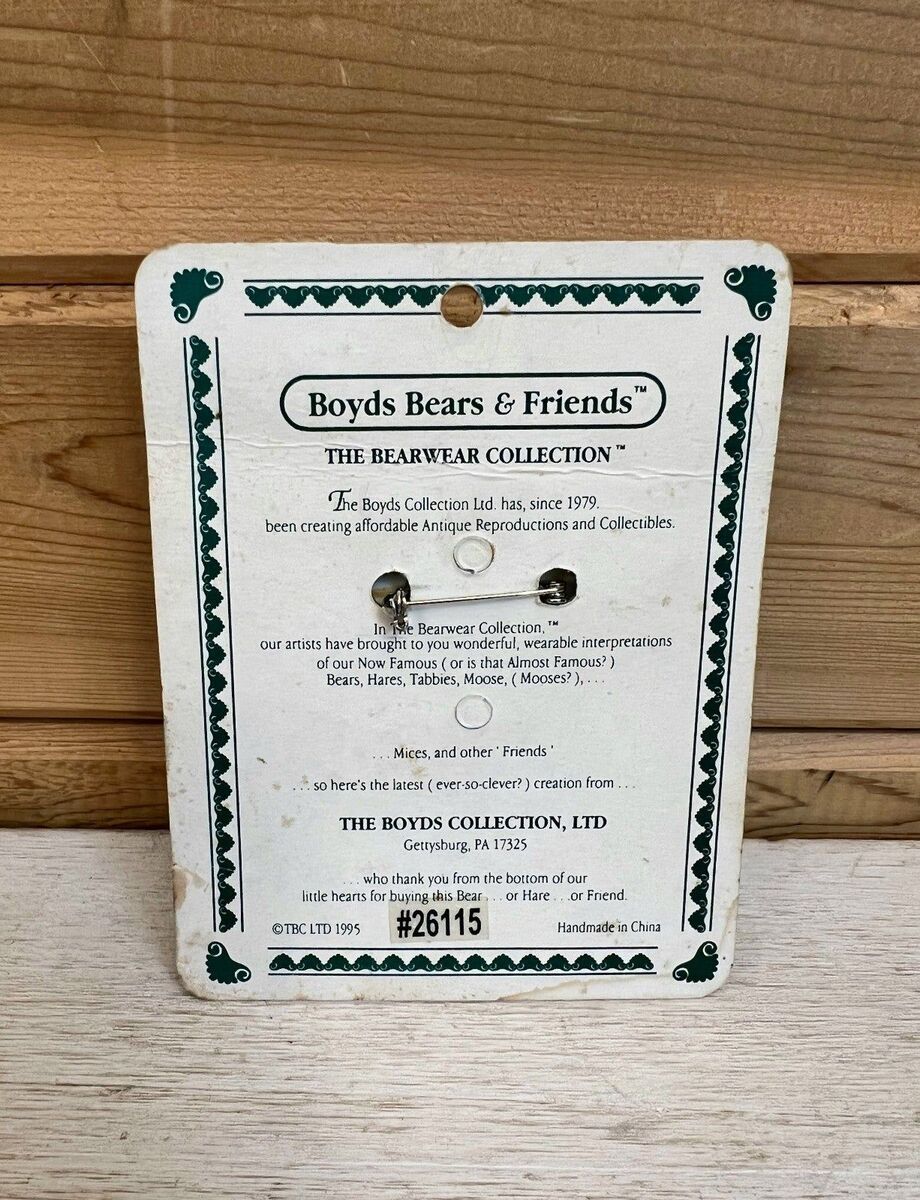 Boyds Bears & Friends™
THE BEARWEAR COLLECTION™
The Boyds Collection Ltd. has, since 1979.
been creating affordable Antique Reproductions and Collectibles.
In The Bearwear Collection,™
our artists have brought to you wonderful, wearable interpretations
of our Now Famous ( or is that Almost Famous? )
Bears, Hares, Tabbies, Moose, ( Mooses? ), . . .
. . . Mices, and other ' Friends '
. . . so here's the latest ( ever-so-clever? ) creation from . . .
THE BOYDS COLLECTION, LTD
Gettysburg, PA 17325
. . . who thank you from the bottom of our
little hearts for buying this Bear . . . or Hare . . . or Friend.
©TBC LTD 1995 #26115 Handmade in China